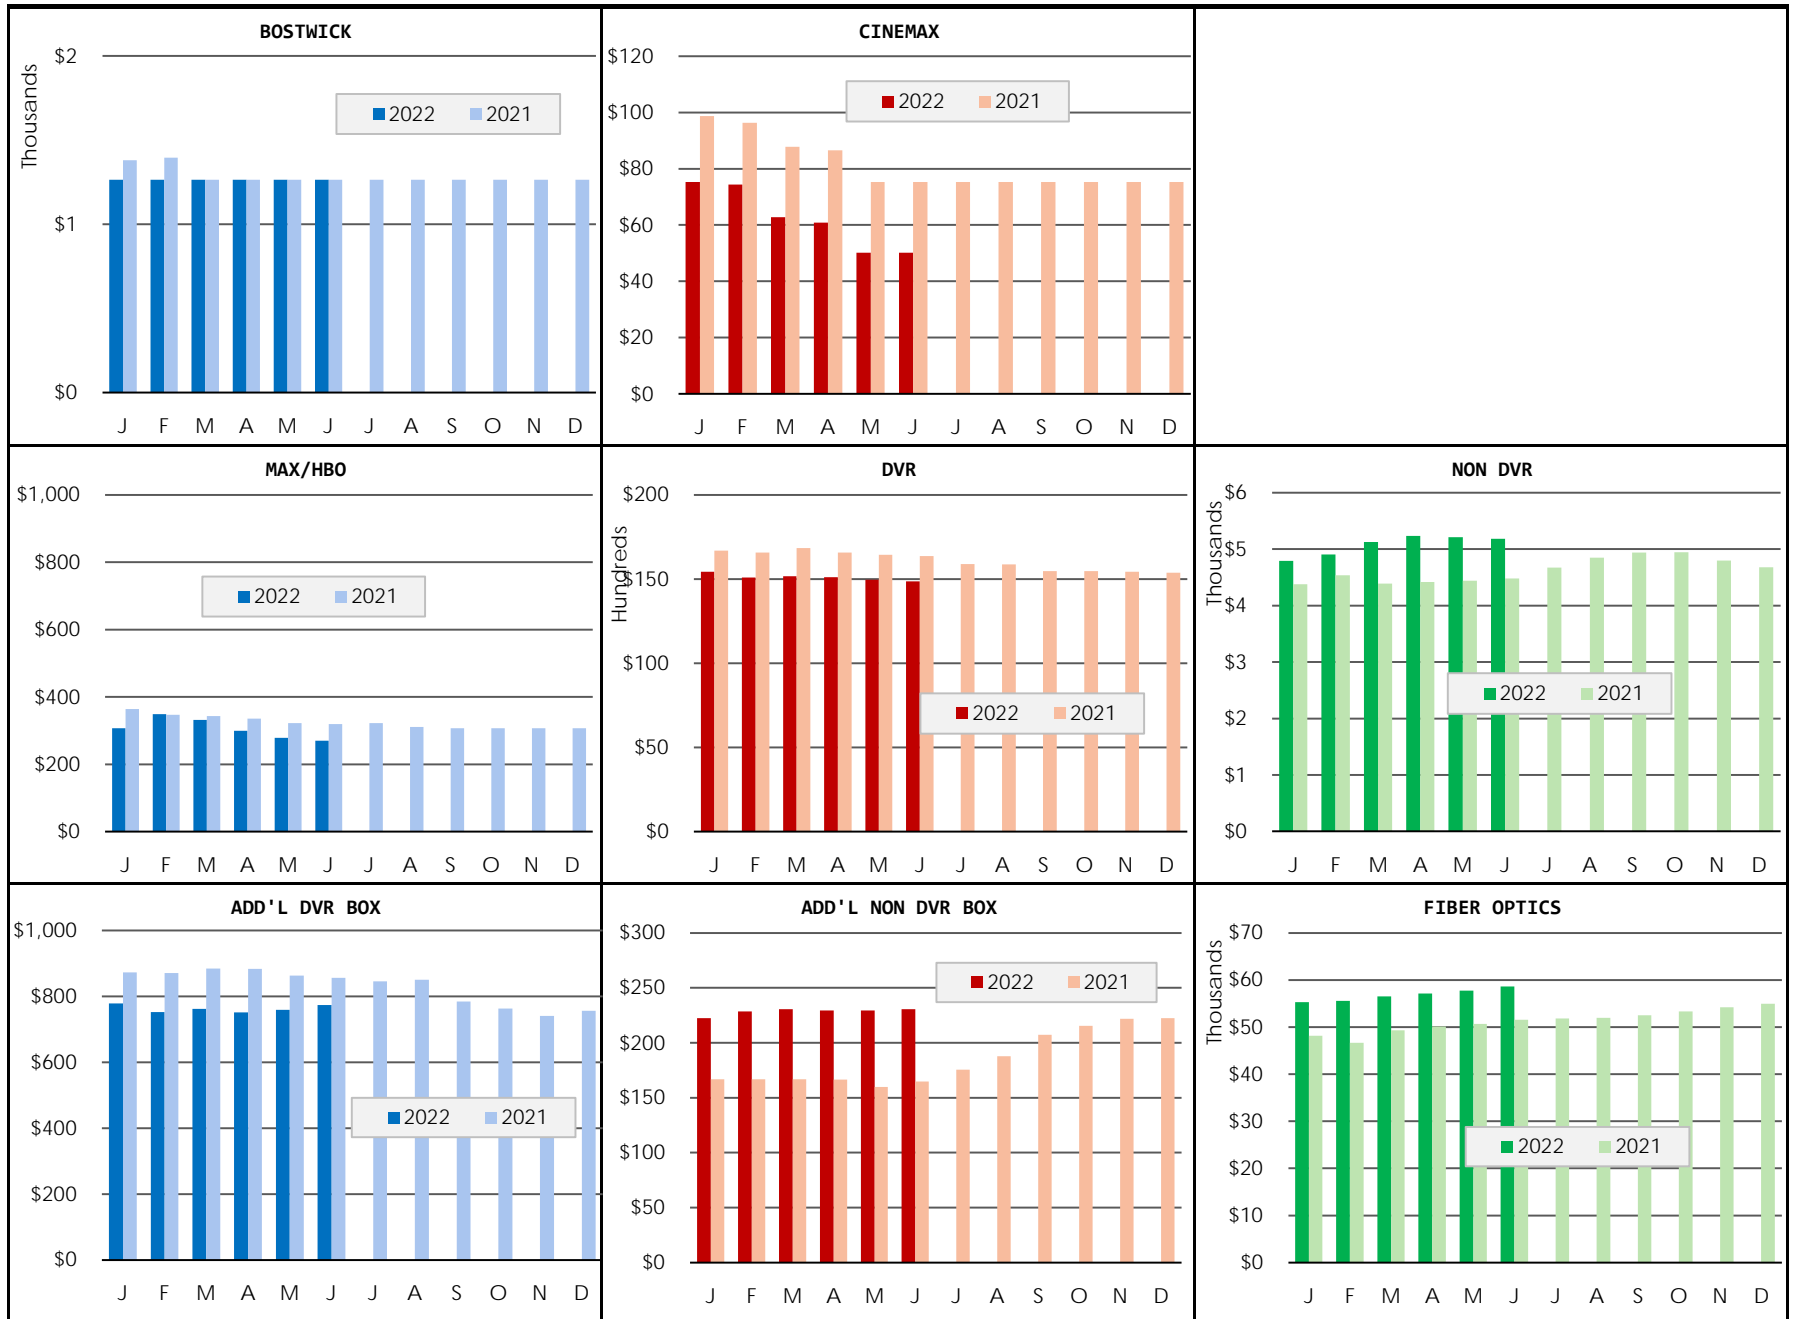 BOSTWICK
Thousands
$2
$1
$0
2022 2021
J F M A M J J A S O N D
CINEMAX
$120
$100
$80
$60
$40
$20
$0
2022 2021
J F M A M J J A S O N D
MAX/HBO
$1,000
$800
$600
$400
$200
$0
2022 2021
J F M A M J J A S O N D
DVR
Hundreds
$200
$150
$100
$50
$0
2022 2021
J F M A M J J A S O N D
NON DVR
Thousands
$6
$5
$4
$3
$2
$1
$0
2022 2021
J F M A M J J A S O N D
ADD'L DVR BOX
$1,000
$800
$600
$400
$200
$0
2022 2021
J F M A M J J A S O N D
ADD'L NON DVR BOX
$300
$250
$200
$150
$100
$50
$0
2022 2021
J F M A M J J A S O N D
FIBER OPTICS
Thousands
$70
$60
$50
$40
$30
$20
$10
$0
2022 2021
J F M A M J J A S O N D